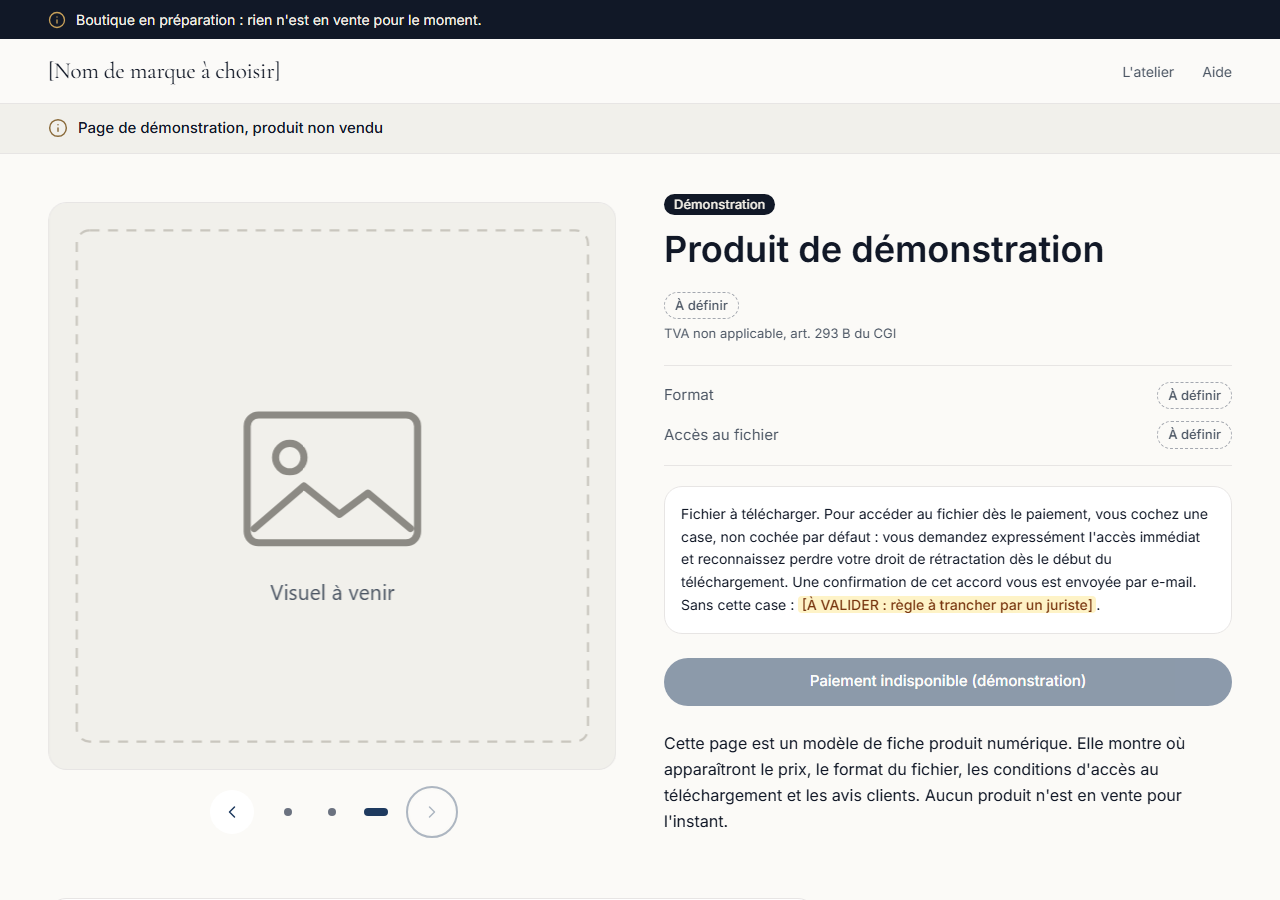 Boutique en préparation : rien n'est en vente pour le moment.
[Nom de marque à choisir]
L'atelier
Aide
Page de démonstration, produit non vendu
Visuel à venir
Démonstration
Produit de démonstration
À définir
TVA non applicable, art. 293 B du CGI
Format
À définir
Accès au fichier
À définir
Fichier à télécharger. Pour accéder au fichier dès le paiement, vous cochez une
case, non cochée par défaut : vous demandez expressément l'accès immédiat
et reconnaissez perdre votre droit de rétractation dès le début du
téléchargement. Une confirmation de cet accord vous est envoyée par e-mail.
Sans cette case : [À VALIDER : règle à trancher par un juriste].
Paiement indisponible (démonstration)
Cette page est un modèle de fiche produit numérique. Elle montre où
apparaîtront le prix, le format du fichier, les conditions d'accès au
téléchargement et les avis clients. Aucun produit n'est en vente pour
l'instant.